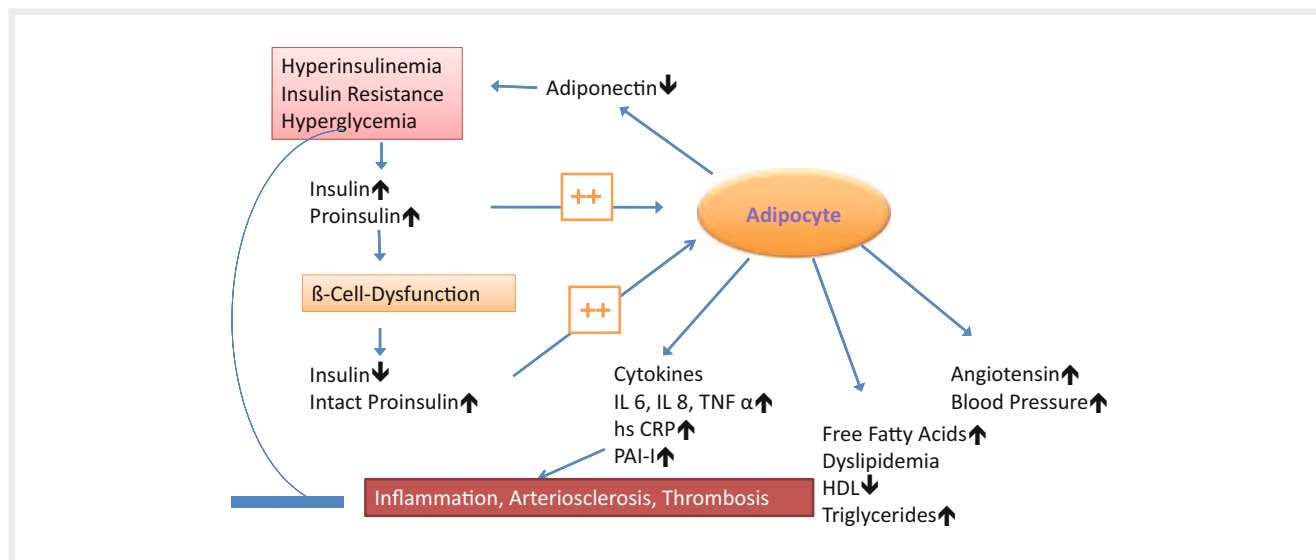 Hyperinsulinemia
Insulin Resistance
Hyperglycemia
Adiponectin🡇
Insulin🡅
Proinsulin🡅
++
Adipocyte
ß-Cell-Dysfunction
++
Insulin🡇
Intact Proinsulin🡅
Cytokines
IL 6, IL 8, TNF α🡅
hs CRP🡅
PAI-I🡅
Angiotensin🡅
Blood Pressure🡅
Free Fatty Acids🡅
Dyslipidemia
HDL🡇
Triglycerides🡅
Inflammation, Arteriosclerosis, Thrombosis